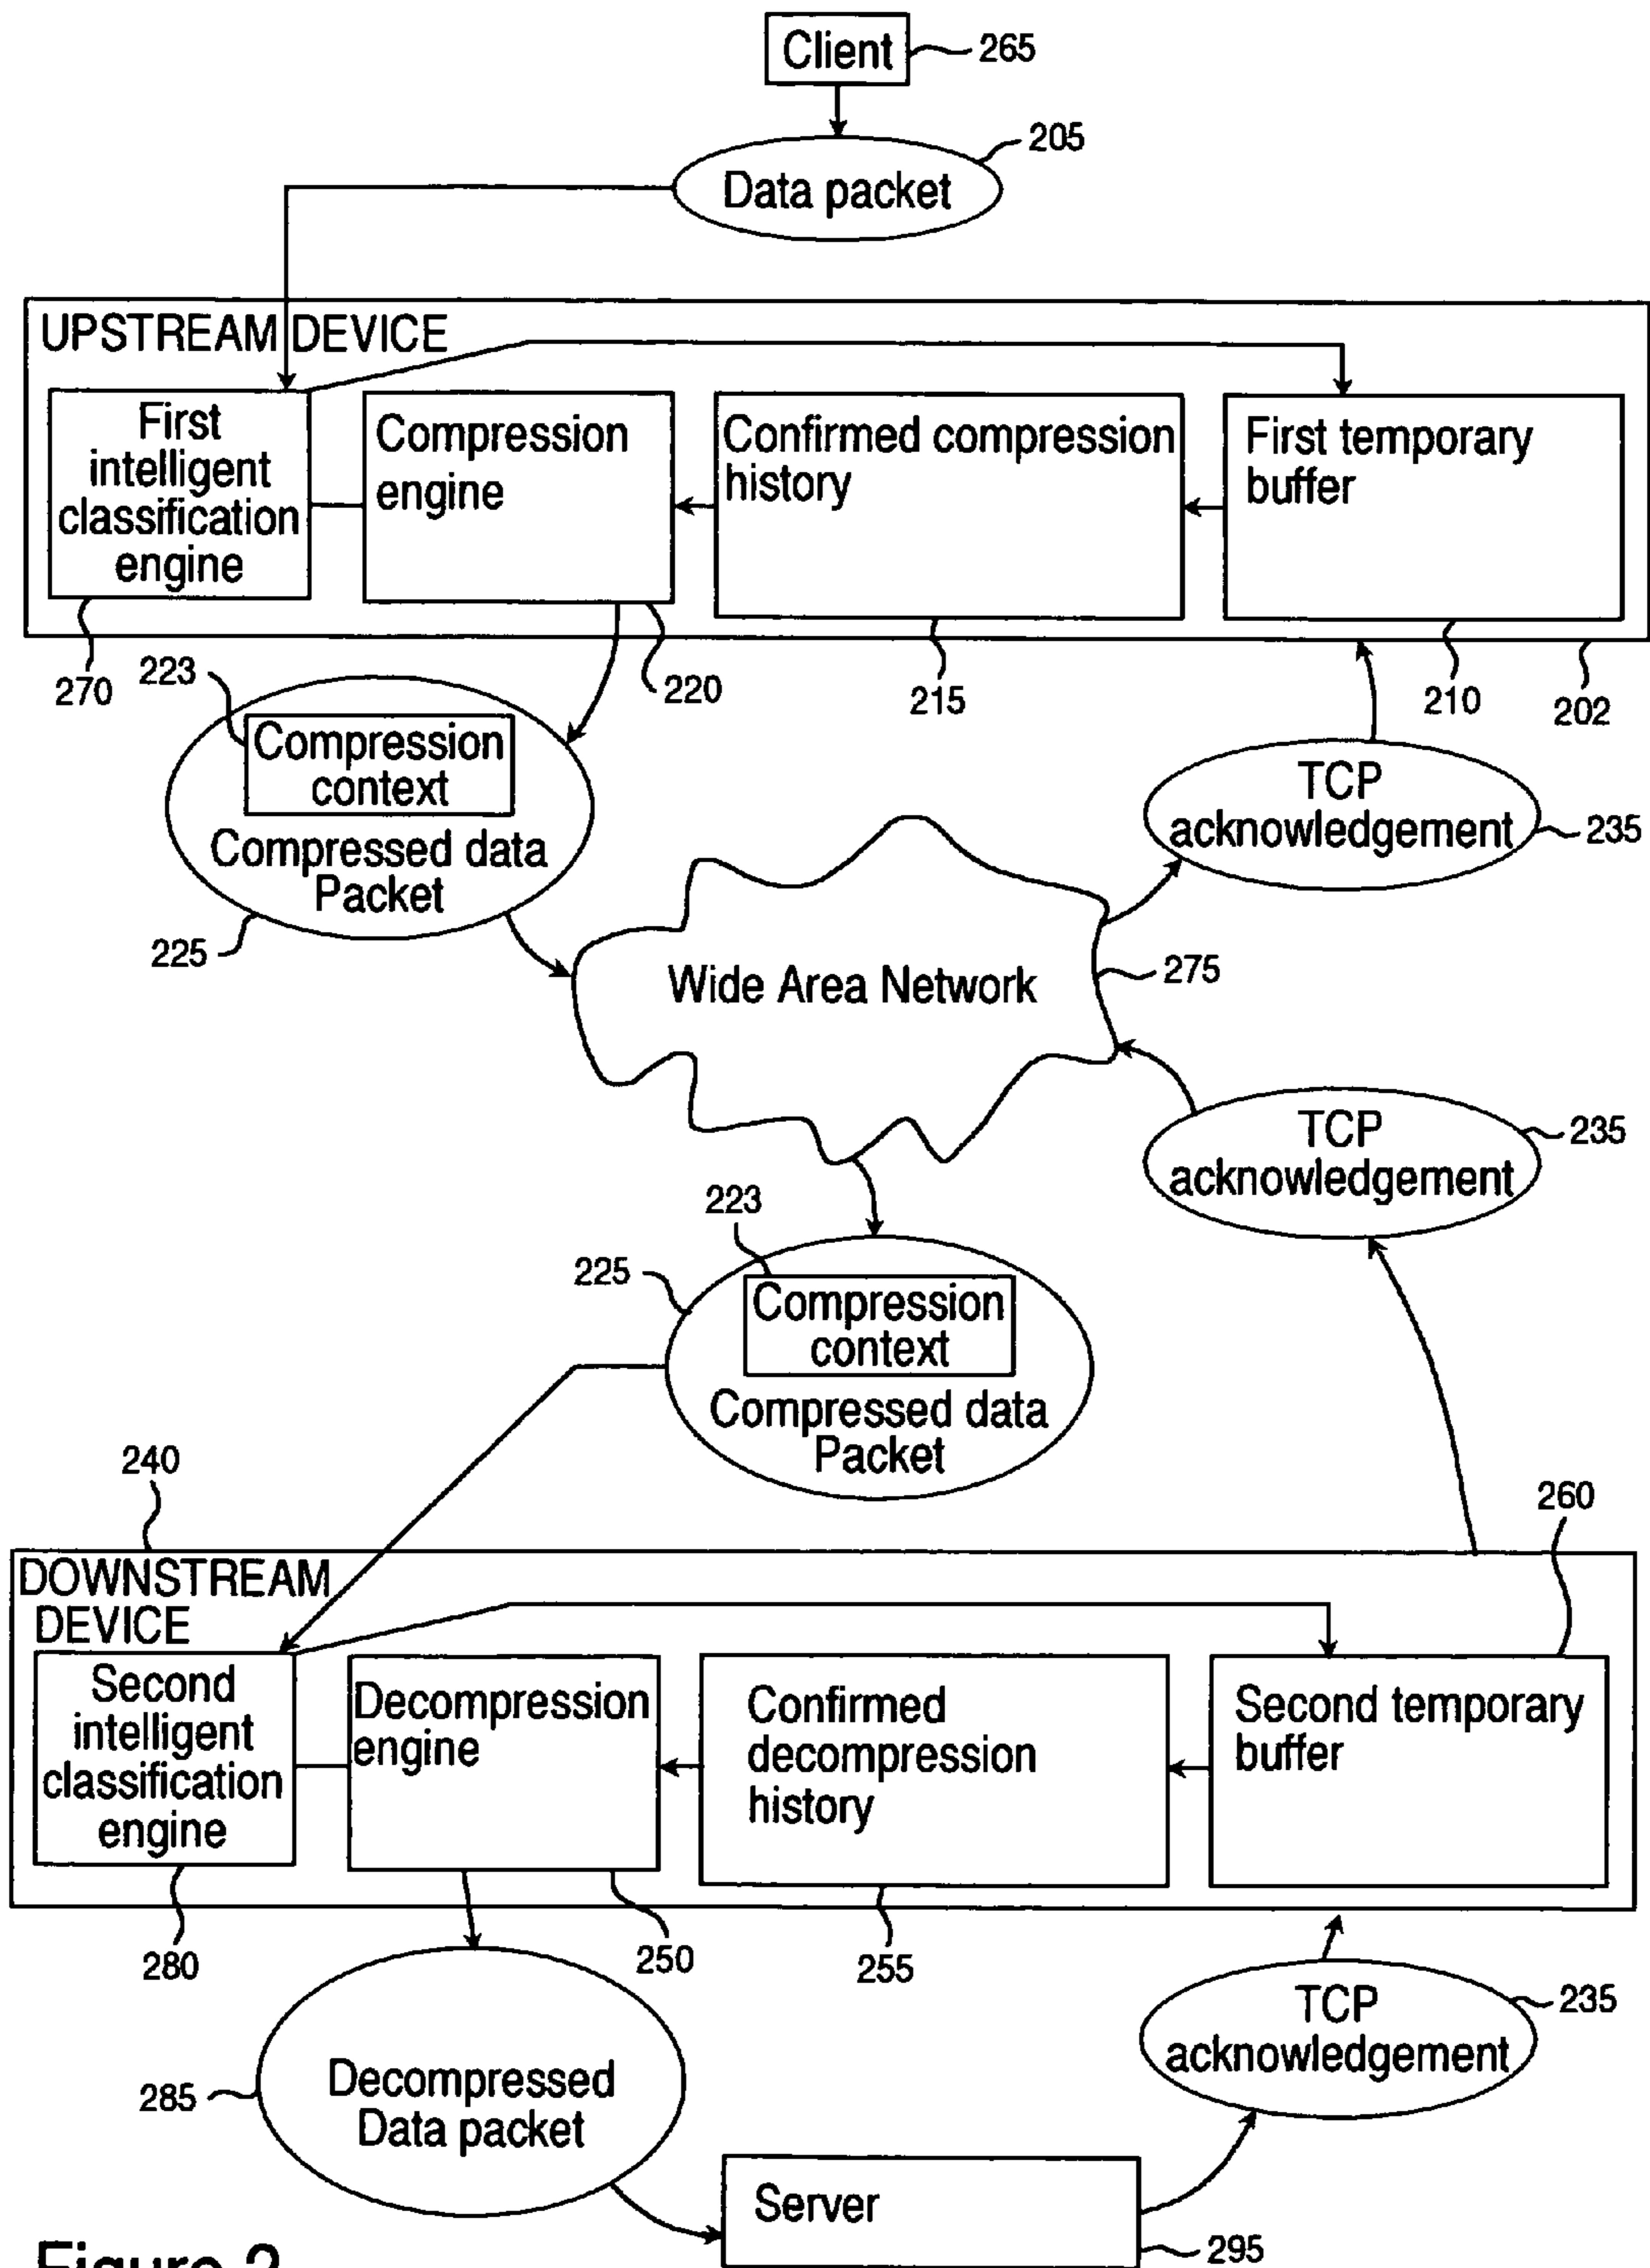 Client
265
205
Data packet
UPSTREAM DEVICE
First
intelligent
classification
engine
Compression
engine
Confirmed compression
history
First temporary
buffer
270
223
220
215
210
202
Compression
context
Compressed data
Packet
225
TCP
acknowledgement
235
Wide Area Network
275
TCP
acknowledgement
235
223
225
Compression
context
Compressed data
Packet
240
260
DOWNSTREAM
DEVICE
Second
intelligent
classification
engine
Decompression
engine
Confirmed
decompression
history
Second temporary
buffer
280
250
255
TCP
acknowledgement
235
285
Decompressed
Data packet
Server
295
Figure 2